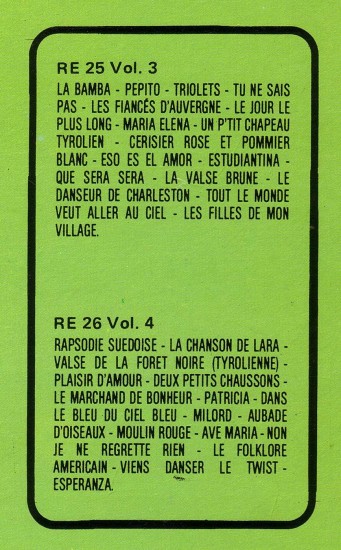 RE 25 Vol. 3
LA BAMBA - PEPITO - TRIOLETS - TU NE SAIS
PAS - LES FIANCÉS D'AUVERGNE - LE JOUR LE
PLUS LONG - MARIA ELENA - UN P'TIT CHAPEAU
TYROLIEN - CERISIER ROSE ET POMMIER
BLANC - ESO ES EL AMOR - ESTUDIANTINA -
QUE SERA SERA - LA VALSE BRUNE - LE
DANSEUR DE CHARLESTON - TOUT LE MONDE
VEUT ALLER AU CIEL - LES FILLES DE MON
VILLAGE.
RE 26 Vol. 4
RAPSODIE SUEDOISE - LA CHANSON DE LARA -
VALSE DE LA FORET NOIRE (TYROLIENNE) -
PLAISIR D'AMOUR - DEUX PETITS CHAUSSONS -
LE MARCHAND DE BONHEUR - PATRICIA - DANS
LE BLEU DU CIEL BLEU - MILORD - AUBADE
D'OISEAUX - MOULIN ROUGE - AVE MARIA - NON
JE NE REGRETTE RIEN - LE FOLKLORE
AMERICAIN - VIENS DANSER LE TWIST -
ESPERANZA.